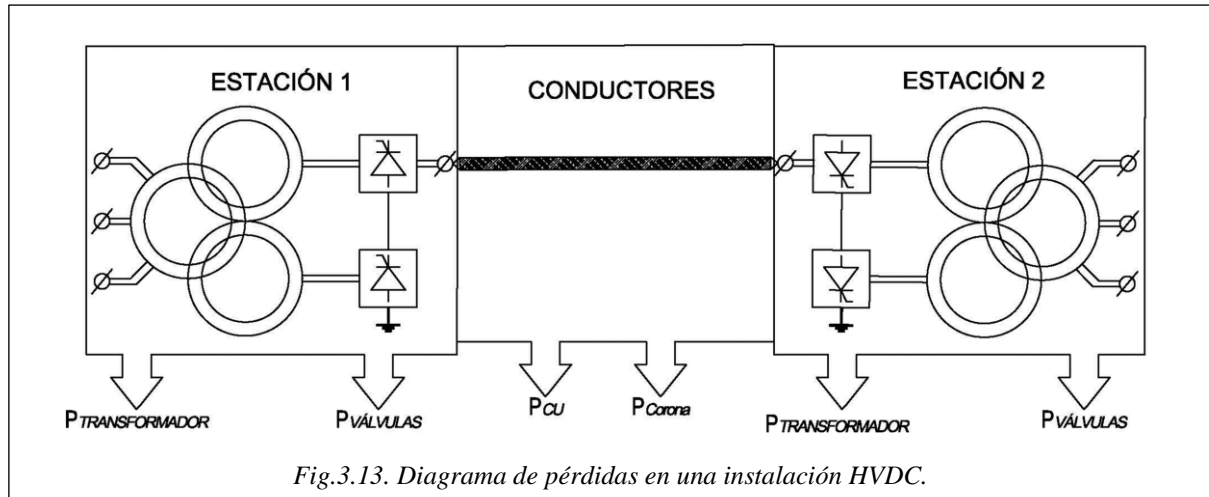 ESTACIÓN 1
CONDUCTORES
ESTACIÓN 2
PTRANSFORMADOR
PVÁLVULAS
PCU
PCorona
PTRANSFORMADOR
PVÁLVULAS
Fig.3.13. Diagrama de pérdidas en una instalación HVDC.